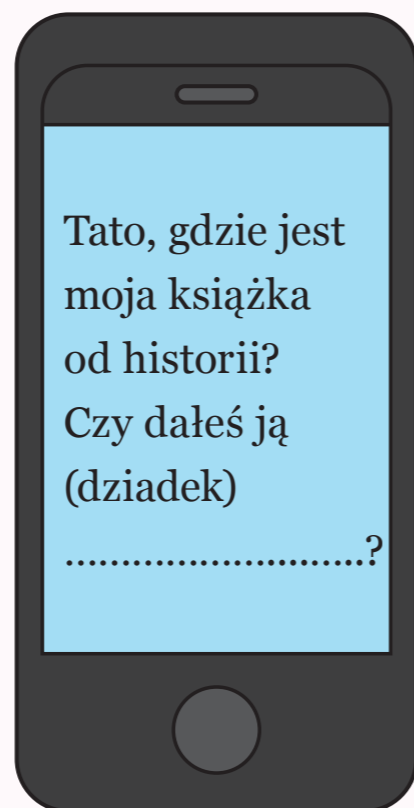 Tato, gdzie jest
moja książka
od historii?
Czy dałeś ją
(dziadek)
............................?